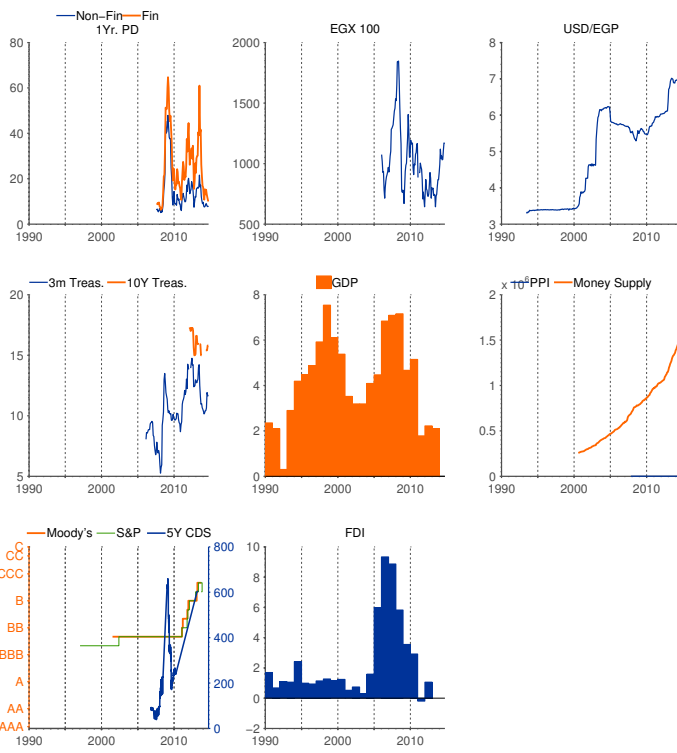 Non−Fin Fin
1Yr. PD
EGX 100
USD/EGP
80
60
40
20
0
1990 2000 2010
2000
1500
1000
500
1990 2000 2010
8
7
6
5
4
3
1990 2000 2010
3m Treas. 10Y Treas.
GDP
x 10^6 PPI Money Supply
20
15
10
5
1990 2000 2010
8
6
4
2
0
1990 2000 2010
2
1.5
1
0.5
0
1990 2000 2010
Moody's S&P 5Y CDS
FDI
C
CC
CCC
B
BB
BBB
A
AA
AAA
800
600
400
200
0
1990 2000 2010
10
8
6
4
2
0
−2
1990 2000 2010